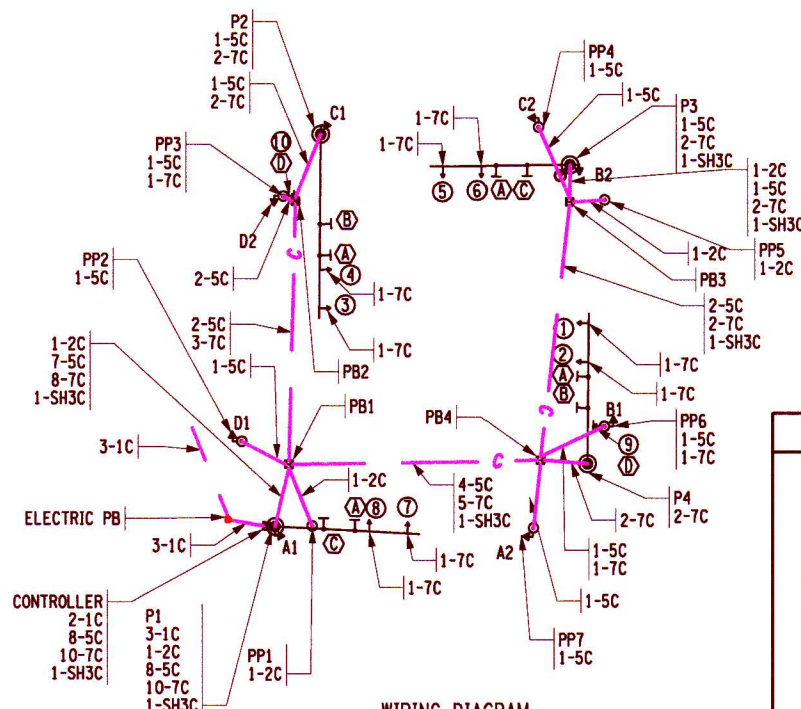 P2
1-5C
2-7C
1-5C
2-7C
C1
10
D
PP3
1-5C
1-7C
D2
2-5C
C
B
A
4
3
1-7C
1-7C
2-5C
3-7C
PB2
PP2
1-5C
1-2C
7-5C
8-7C
1-SH3C
1-5C
D1
PB1
3-1C
ELECTRIC PB
3-1C
A1
1-2C
C
A
8
7
1-7C
1-7C
CONTROLLER
2-1C
8-5C
10-7C
1-SH3C
P1
3-1C
1-2C
8-5C
10-7C
1-SH3C
PP1
1-2C
C
4-5C
5-7C
1-SH3C
PP4
1-5C
C2
1-5C
P3
1-5C
2-7C
1-SH3C
1-7C
1-7C
5
6
A
C
B2
1-2C
1-5C
2-7C
1-SH3C
1-2C
PP5
1-2C
PB3
2-5C
2-7C
1-SH3C
1
2
A
B
1-7C
1-7C
C
B1
PB4
PP6
1-5C
1-7C
9
D
P4
2-7C
2-7C
1-5C
1-7C
A2
1-5C
PP7
1-5C
WIRING DIAGRAM